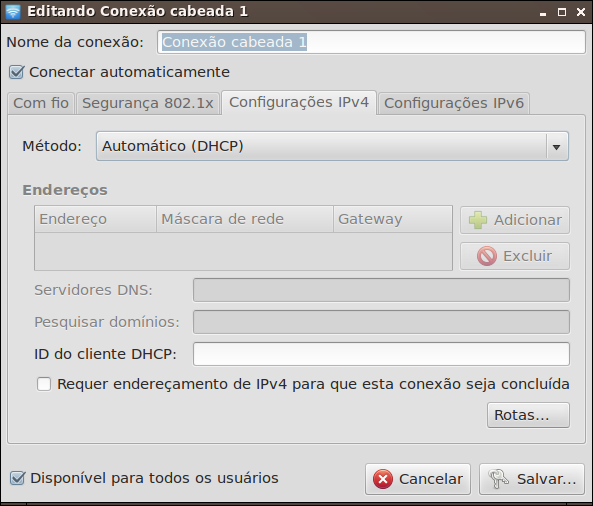 Editando Conexão cabeada 1
Nome da conexão: Conexão cabeada 1
Conectar automaticamente
Com fio Segurança 802.1x Configurações IPv4 Configurações IPv6
Método: Automático (DHCP)
Endereços
Endereço Máscara de rede Gateway Adicionar
Excluir
Servidores DNS:
Pesquisar domínios:
ID do cliente DHCP:
Requer endereçamento de IPv4 para que esta conexão seja concluída
Rotas...
Disponível para todos os usuários Cancelar Salvar...